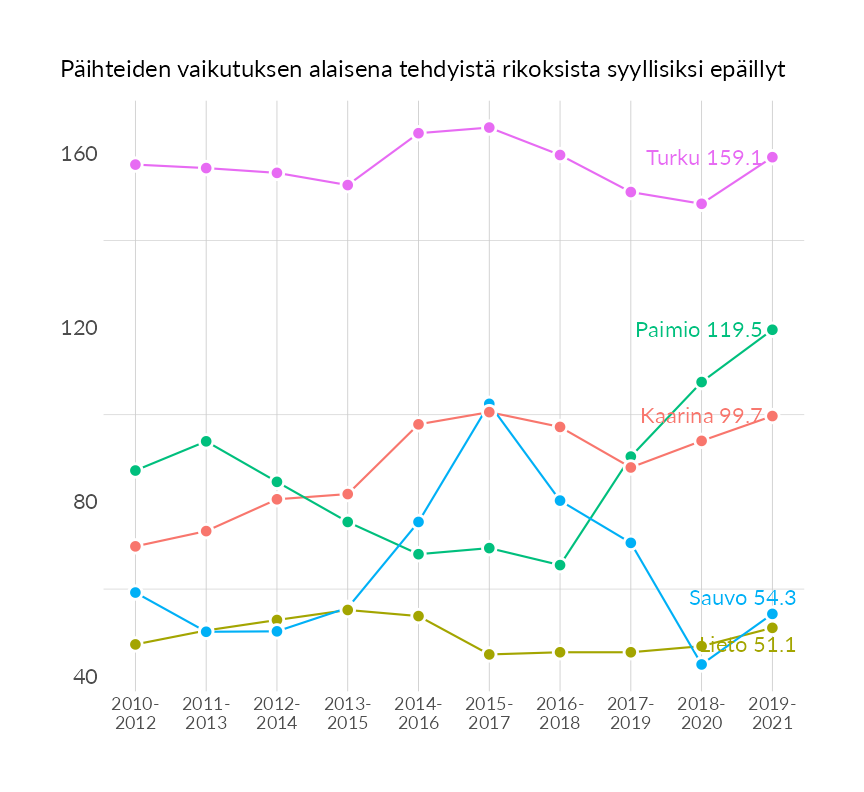 Päihteiden vaikutuksen alaisena tehdyistä rikoksista syyllisiksi epäillyt
160
Turku 159.1
120
Paimio 119.5
Kaarina 99.7
80
Sauvo 54.3
Lieto 51.1
40
2010- 2011- 2012- 2013- 2014- 2015- 2016- 2017- 2018- 2019-
2012 2013 2014 2015 2016 2017 2018 2019 2020 2021